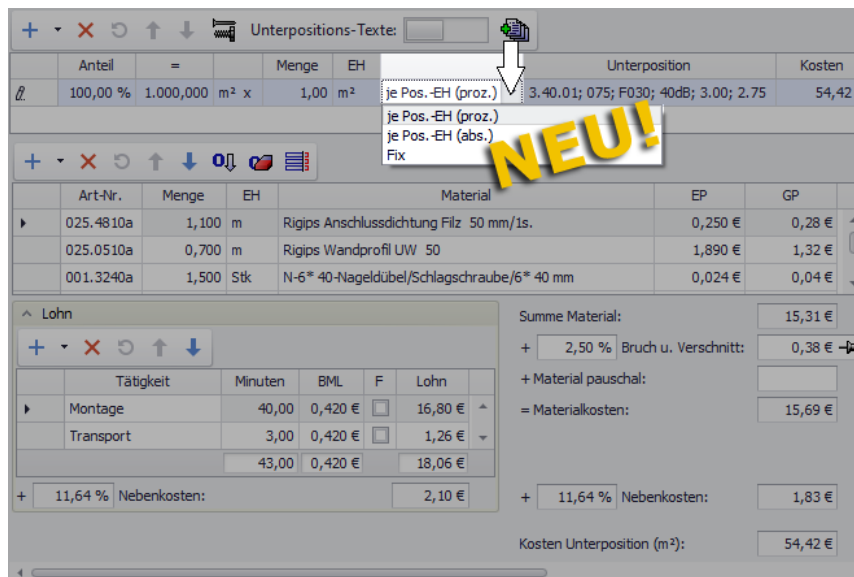 Unterpositions-Texte:
Anteil = Menge EH Unterposition Kosten
100,00 % 1.000,000 m² x 1,00 m² je Pos.-EH (proz.) 3.40.01; 075; F030; 40dB; 3.00; 2.75 54,42
je Pos.-EH (proz.)
je Pos.-EH (abs.)
Fix
NEU!
Art-Nr. Menge EH Material EP GP
025.4810a 1,100 m Rigips Anschlussdichtung Filz 50 mm/1s. 0,250 € 0,28 €
025.0510a 0,700 m Rigips Wandprofil UW 50 1,890 € 1,32 €
001.3240a 1,500 Stk N-6* 40-Nageldübel/Schlagschraube/6* 40 mm 0,024 € 0,04 €
Lohn
Tätigkeit Minuten BML F Lohn
Montage 40,00 0,420 € 16,80 €
Transport 3,00 0,420 € 1,26 €
43,00 0,420 € 18,06 €
+ 11,64 % Nebenkosten: 2,10 €
Summe Material: 15,31 €
+ 2,50 % Bruch u. Verschnitt: 0,38 €
+ Material pauschal:
= Materialkosten: 15,69 €
+ 11,64 % Nebenkosten: 1,83 €
Kosten Unterposition (m²): 54,42 €